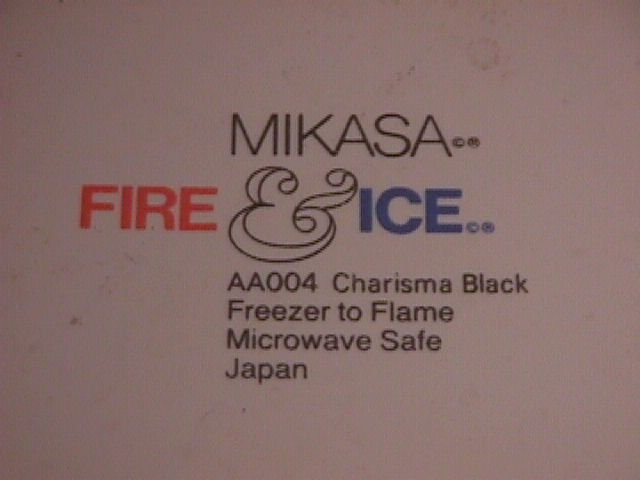 MIKASA©®
FIRE & ICE©®
AA004 Charisma Black
Freezer to Flame
Microwave Safe
Japan